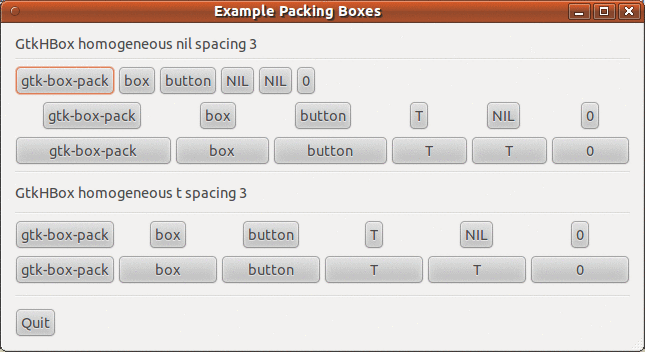 Example Packing Boxes
GtkHBox homogeneous nil spacing 3
gtk-box-pack box button NIL NIL 0
gtk-box-pack box button T NIL 0
gtk-box-pack box button T T 0
GtkHBox homogeneous t spacing 3
gtk-box-pack box button T NIL 0
gtk-box-pack box button T T 0
Quit